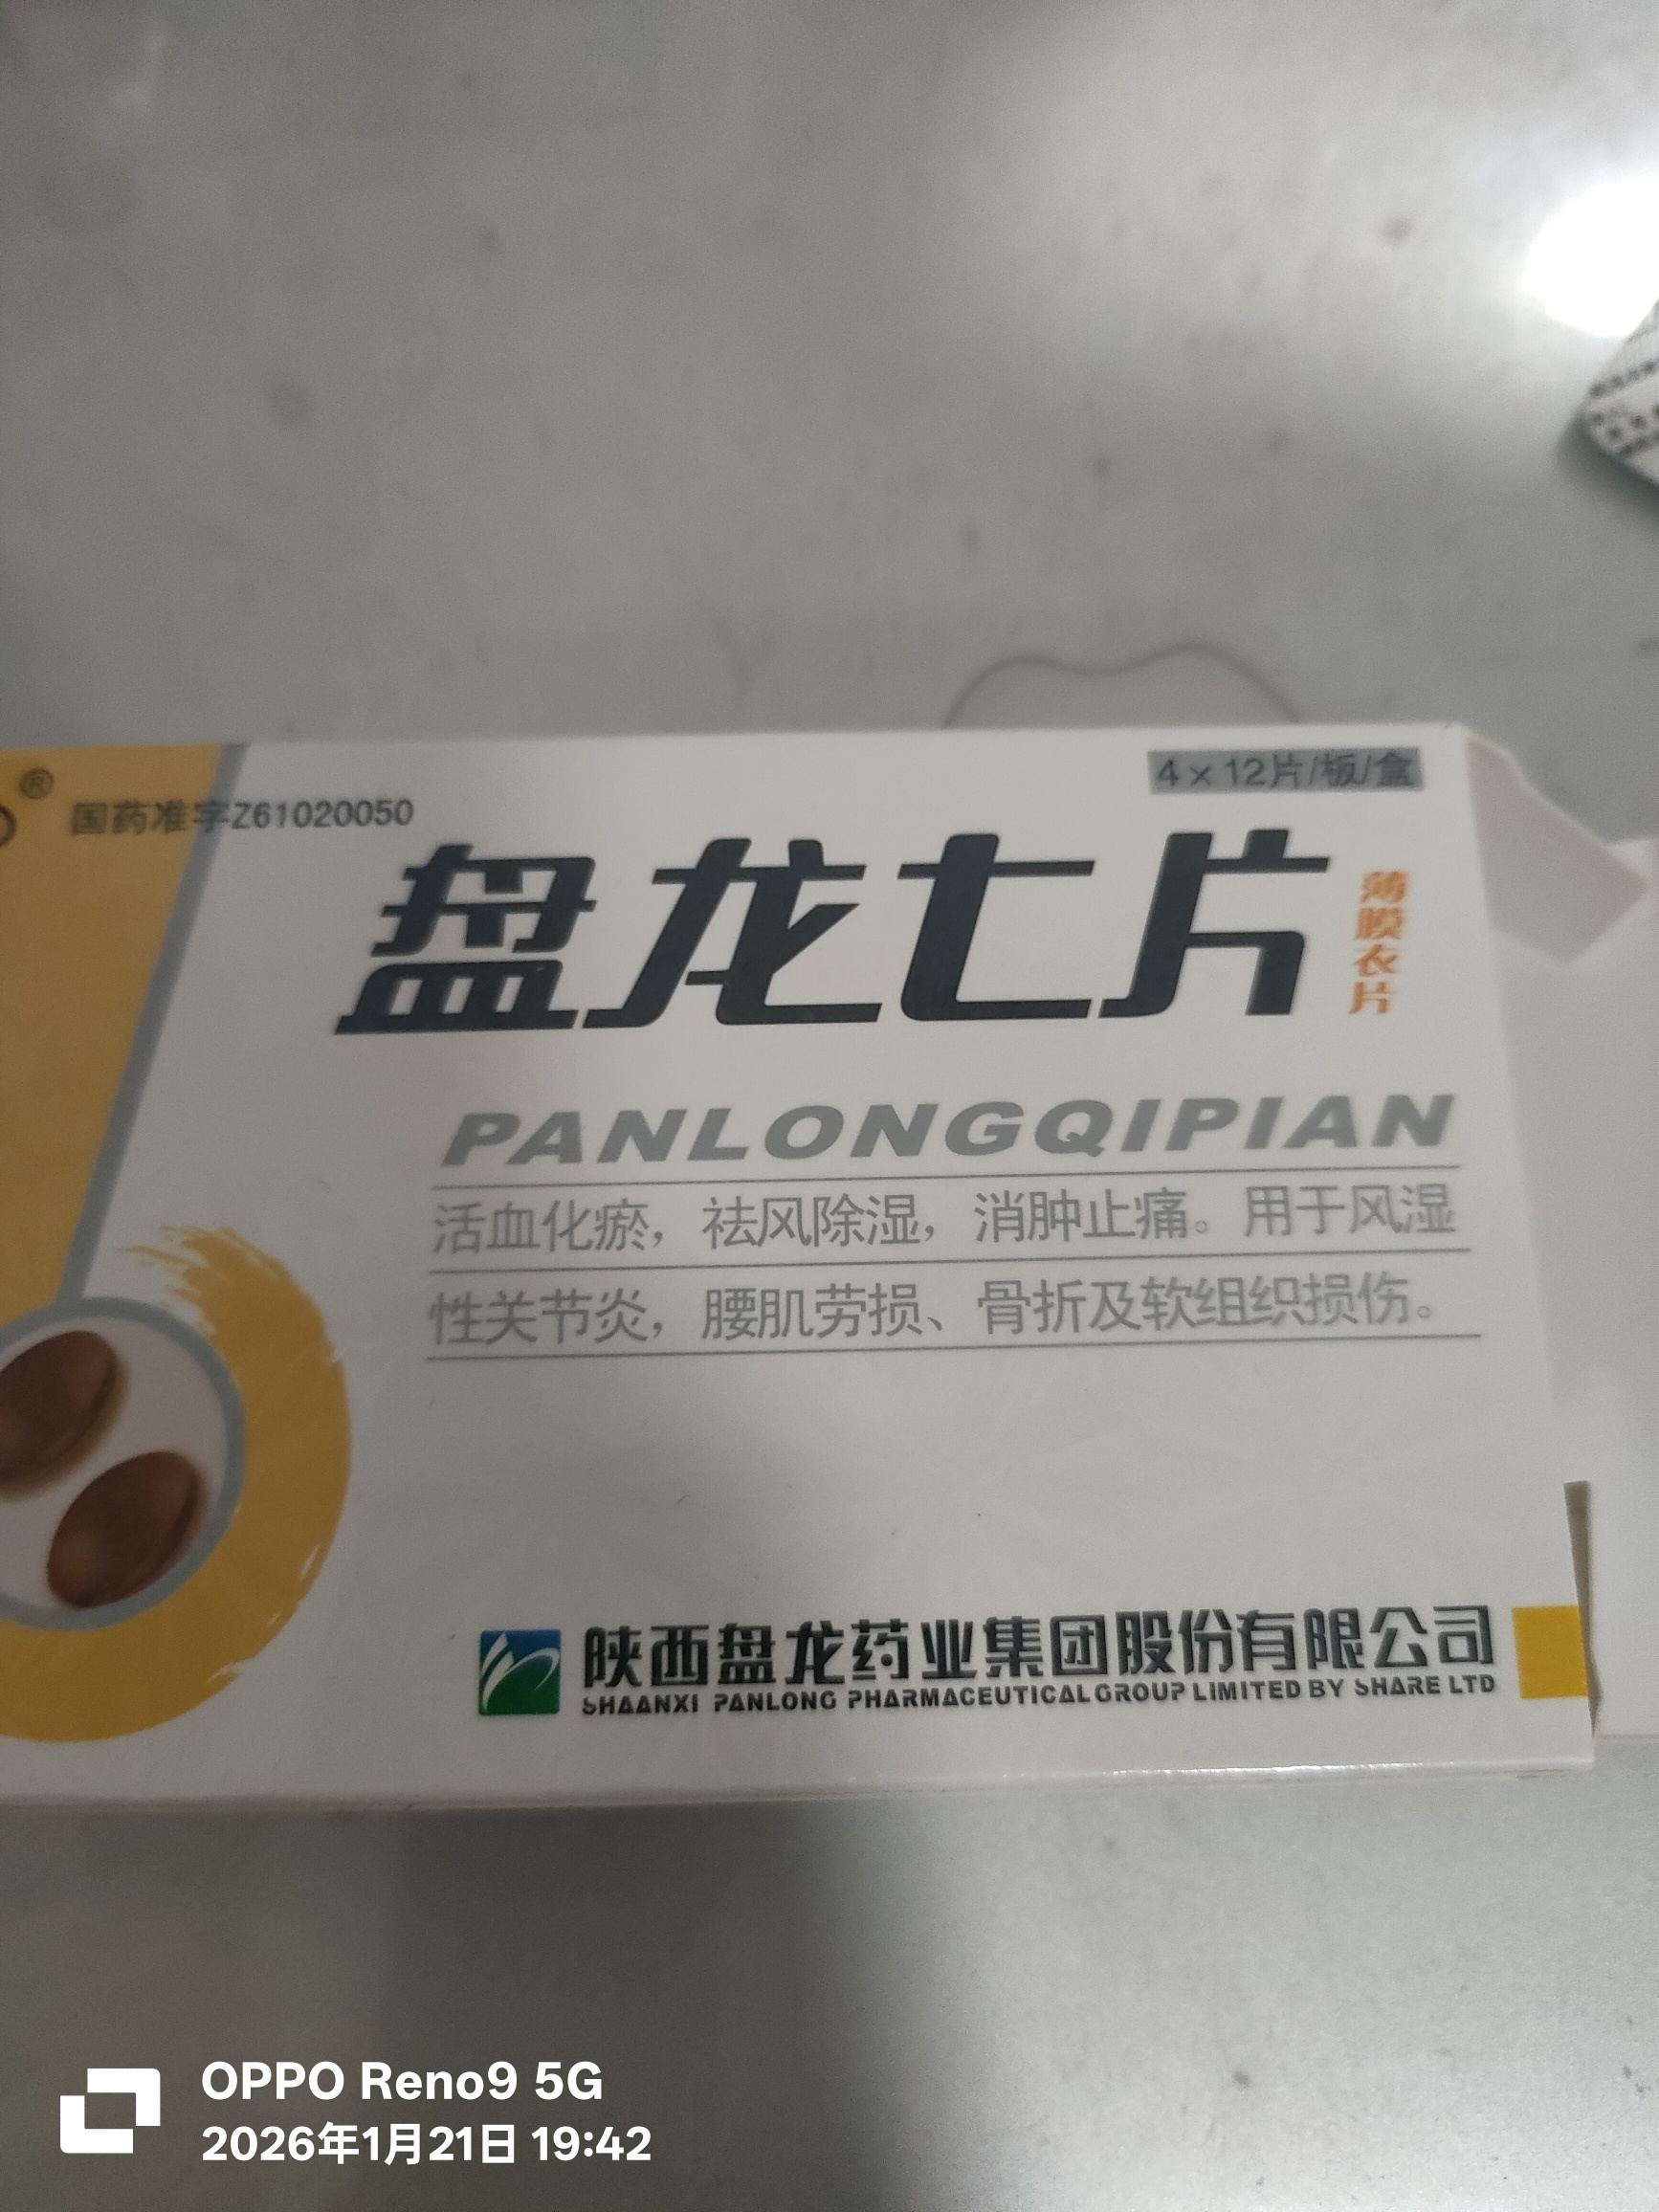 ®
国药准字Z61020050
4×12片/板/盒
盘龙七片
薄膜衣片
PANLONGQIPIAN
活血化瘀，祛风除湿，消肿止痛。用于风湿
性关节炎，腰肌劳损、骨折及软组织损伤。
陕西盘龙药业集团股份有限公司
SHAANXI PANLONG PHARMACEUTICAL GROUP LIMITED BY SHARE LTD
OPPO Reno9 5G
2026年1月21日 19:42